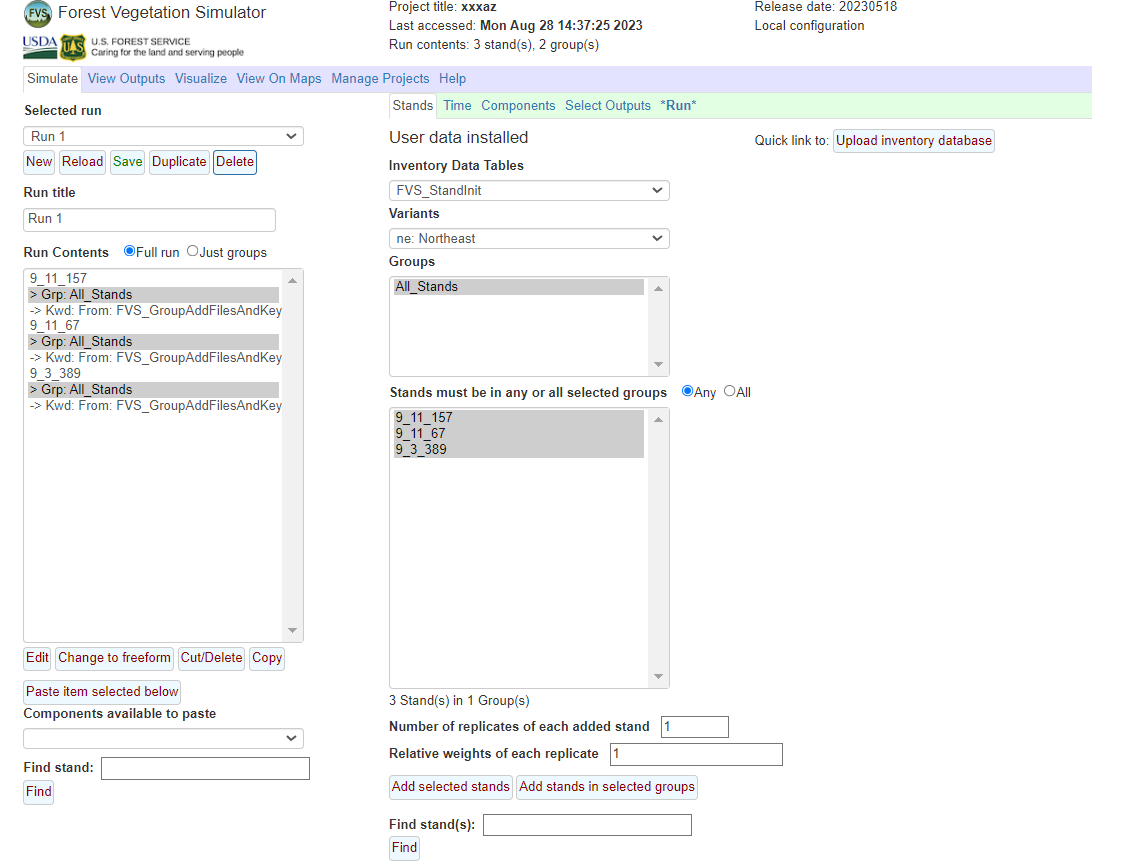 FVS
Forest Vegetation Simulator
USDA UAS U.S. FOREST SERVICE
Caring for the land and serving people
Project title: xxxaz
Last accessed: Mon Aug 28 14:37:25 2023
Run contents: 3 stand(s), 2 group(s)
Release date: 20230518
Local configuration
Simulate View Outputs Visualize View On Maps Manage Projects Help
Selected run
Run 1
New Reload Save Duplicate Delete
Run title
Run 1
Run Contents Full run Just groups
9_11_157
> Grp: All_Stands
-> Kwd: From: FVS_GroupAddFilesAndKey
9_11_67
> Grp: All_Stands
-> Kwd: From: FVS_GroupAddFilesAndKey
9_3_389
> Grp: All_Stands
-> Kwd: From: FVS_GroupAddFilesAndKey
Edit Change to freeform Cut/Delete Copy
Paste item selected below
Components available to paste
Find stand:
Find
Stands Time Components Select Outputs *Run*
User data installed
Quick link to: Upload inventory database
Inventory Data Tables
FVS_StandInit
Variants
ne: Northeast
Groups
All_Stands
Stands must be in any or all selected groups Any All
9_11_157
9_11_67
9_3_389
3 Stand(s) in 1 Group(s)
Number of replicates of each added stand 1
Relative weights of each replicate 1
Add selected stands Add stands in selected groups
Find stand(s):
Find